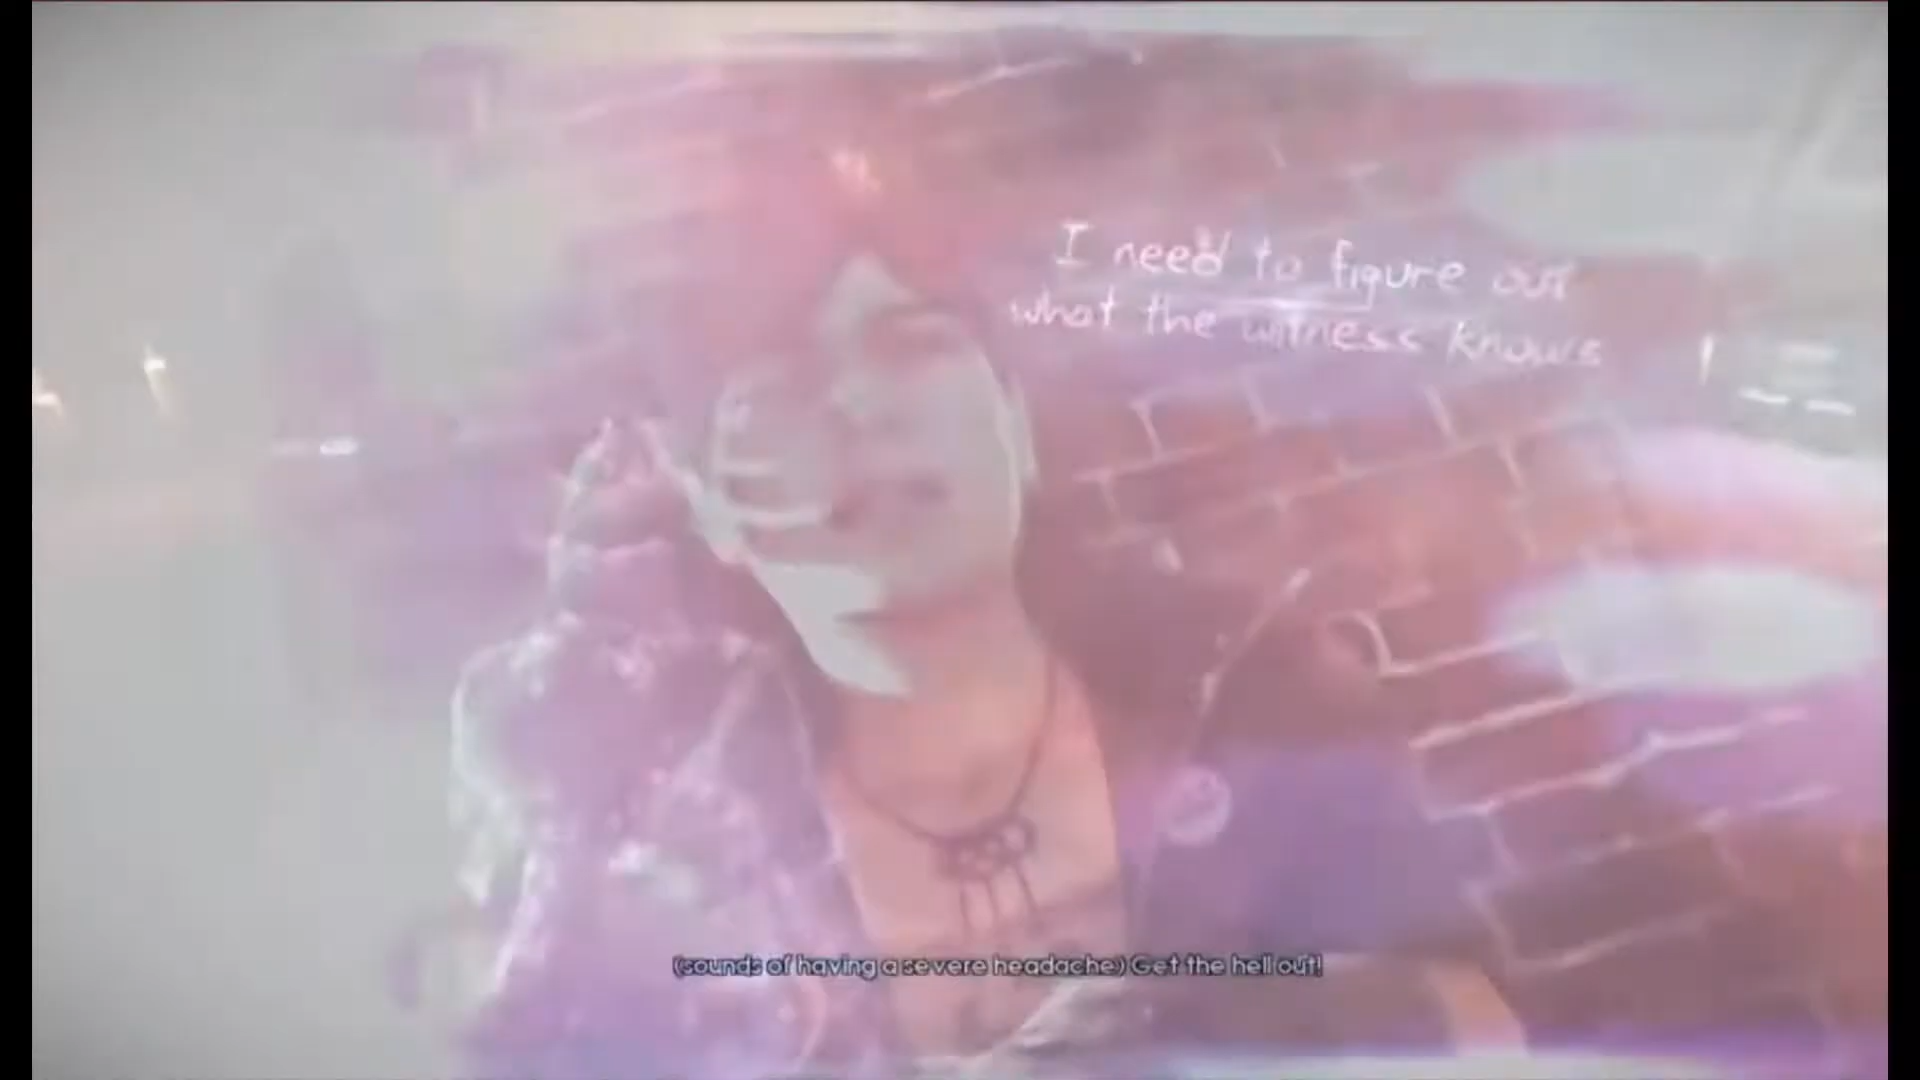 I need to figure out
what the witness knows
(sounds of having a severe headache) Get the hell out!